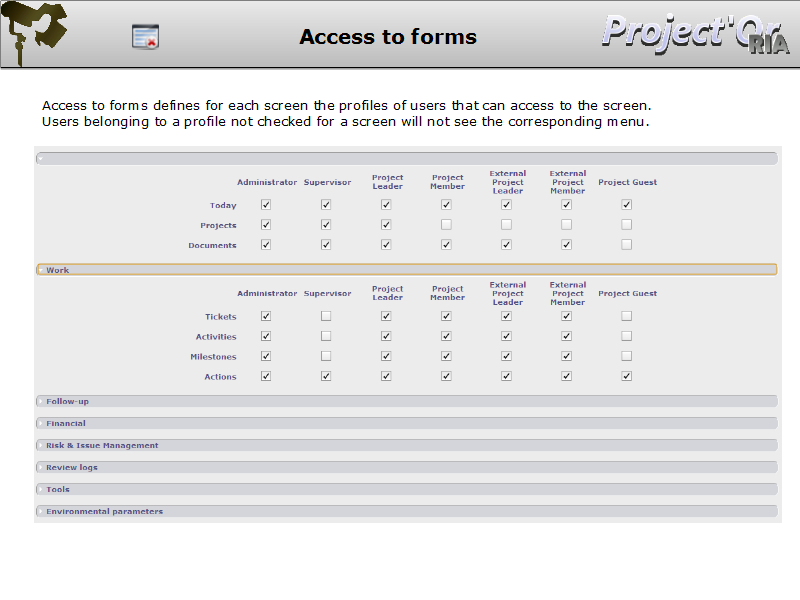 Access to forms
Project'Or
RIA
Access to forms defines for each screen the profiles of users that can access to the screen.
Users belonging to a profile not checked for a screen will not see the corresponding menu.
Administrator Supervisor Project Leader Project Member External Project Leader External Project Member Project Guest
Today
Projects
Documents
Work
Administrator Supervisor Project Leader Project Member External Project Leader External Project Member Project Guest
Tickets
Activities
Milestones
Actions
Follow-up
Financial
Risk & Issue Management
Review logs
Tools
Environmental parameters